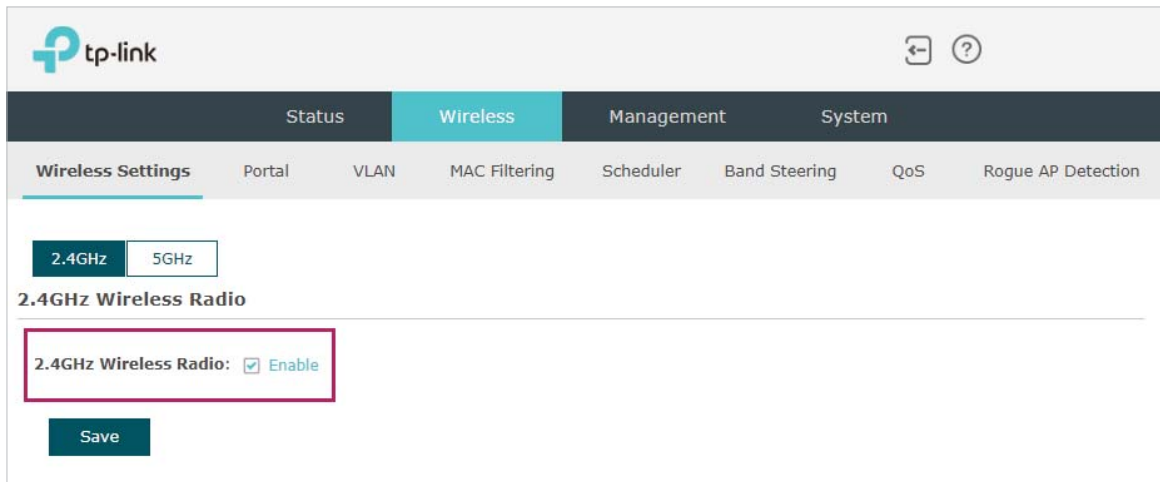 tp-link
?
Status Wireless Management System
Wireless Settings Portal VLAN MAC Filtering Scheduler Band Steering QoS Rogue AP Detection
2.4GHz 5GHz
2.4GHz Wireless Radio
2.4GHz Wireless Radio: Enable
Save